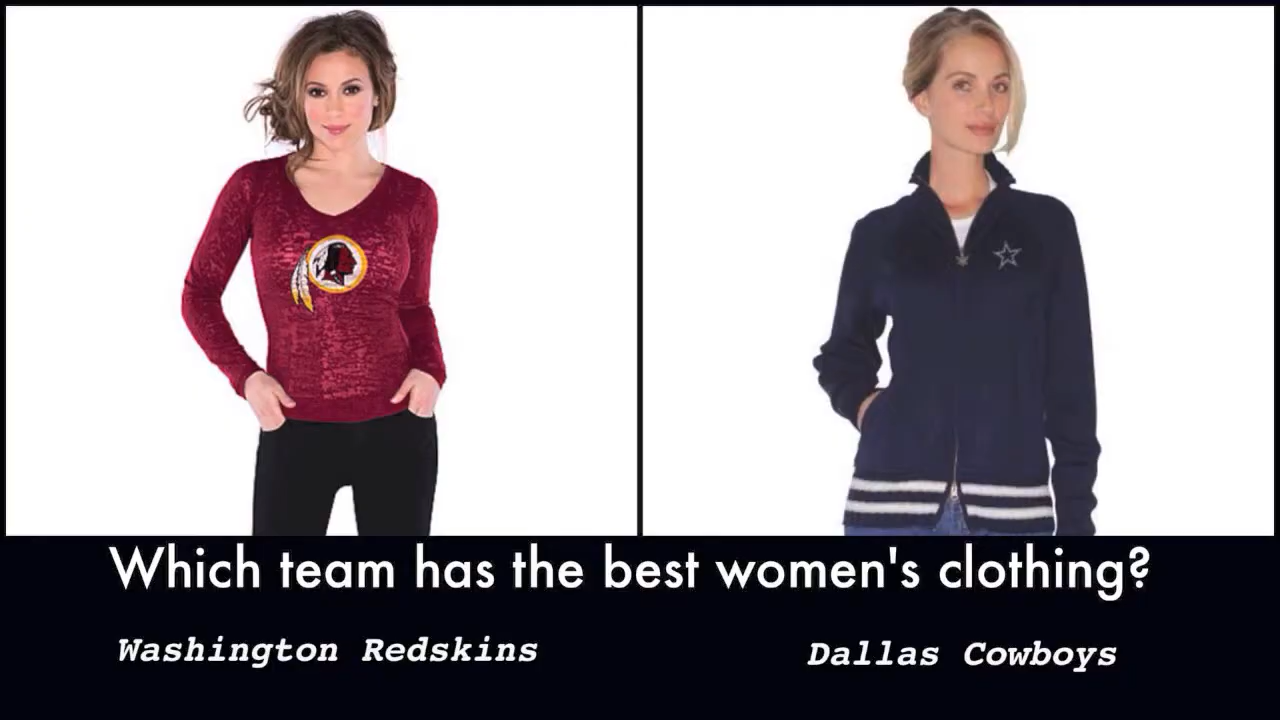 Which team has the best women's clothing?
Washington Redskins
Dallas Cowboys